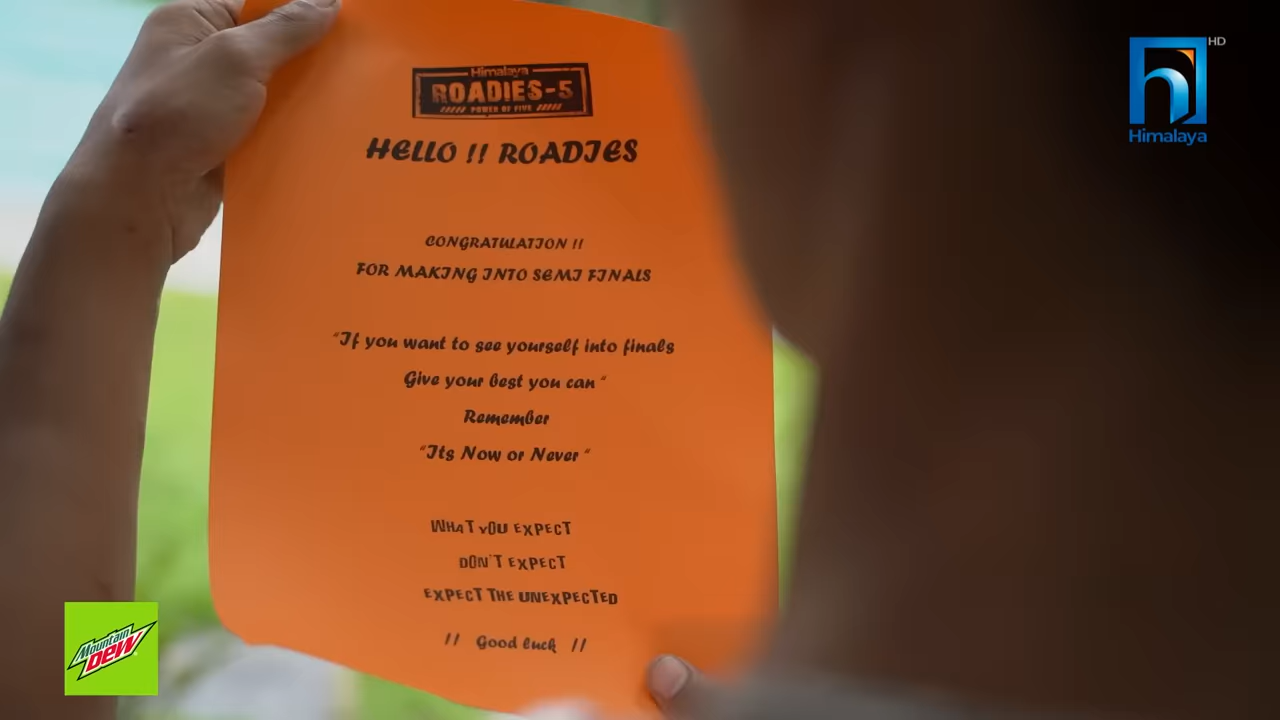 Himalaya
ROADIES-5
POWER OF FIVE
HELLO !! ROADIES
CONGRATULATION !!
FOR MAKING INTO SEMI FINALS
"If you want to see yourself into finals
Give your best you can "
Remember
"Its Now or Never "
WHAT YOU EXPECT
DON'T EXPECT
EXPECT THE UNEXPECTED
!! Good luck !!
HD
Himalaya
Mountain
DEW